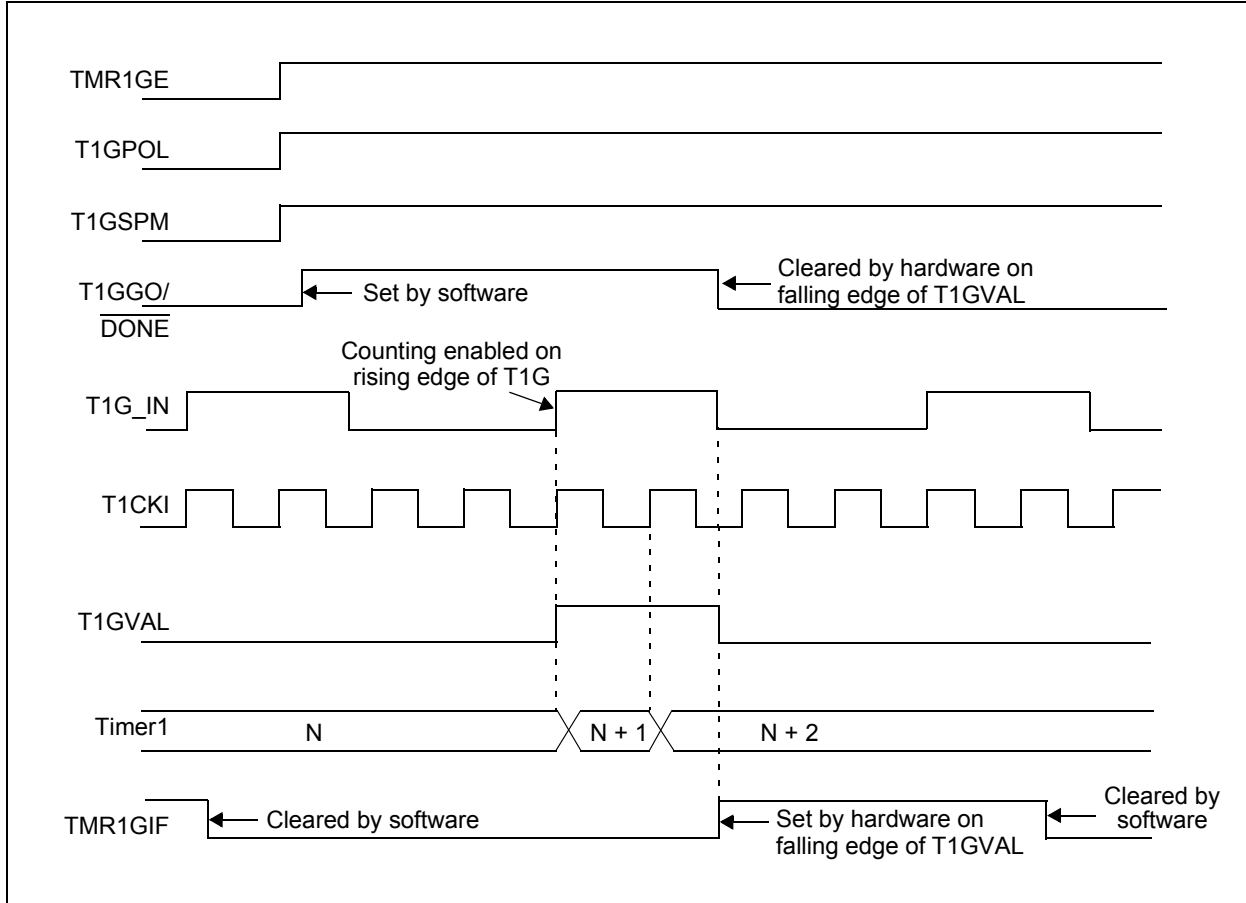 TMR1GE
T1GPOL
T1GSPM
T1GGO/
DONE
Set by software
Cleared by hardware on
falling edge of T1GVAL
Counting enabled on
rising edge of T1G
T1G_IN
T1CKI
T1GVAL
Timer1
N
N + 1
N + 2
TMR1GIF
Cleared by software
Set by hardware on
falling edge of T1GVAL
Cleared by
software